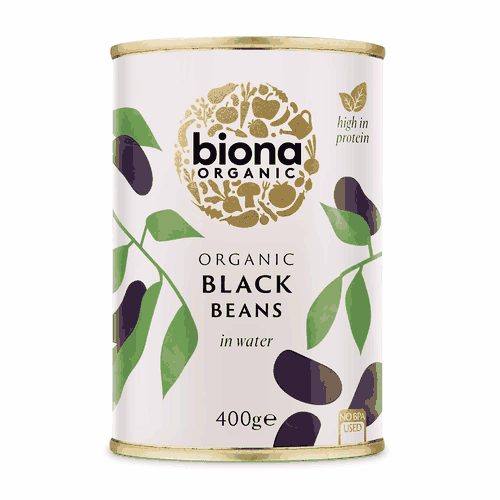 biona
ORGANIC
high in
protein
ORGANIC
BLACK
BEANS
in water
400g℮
NO BPA
USED